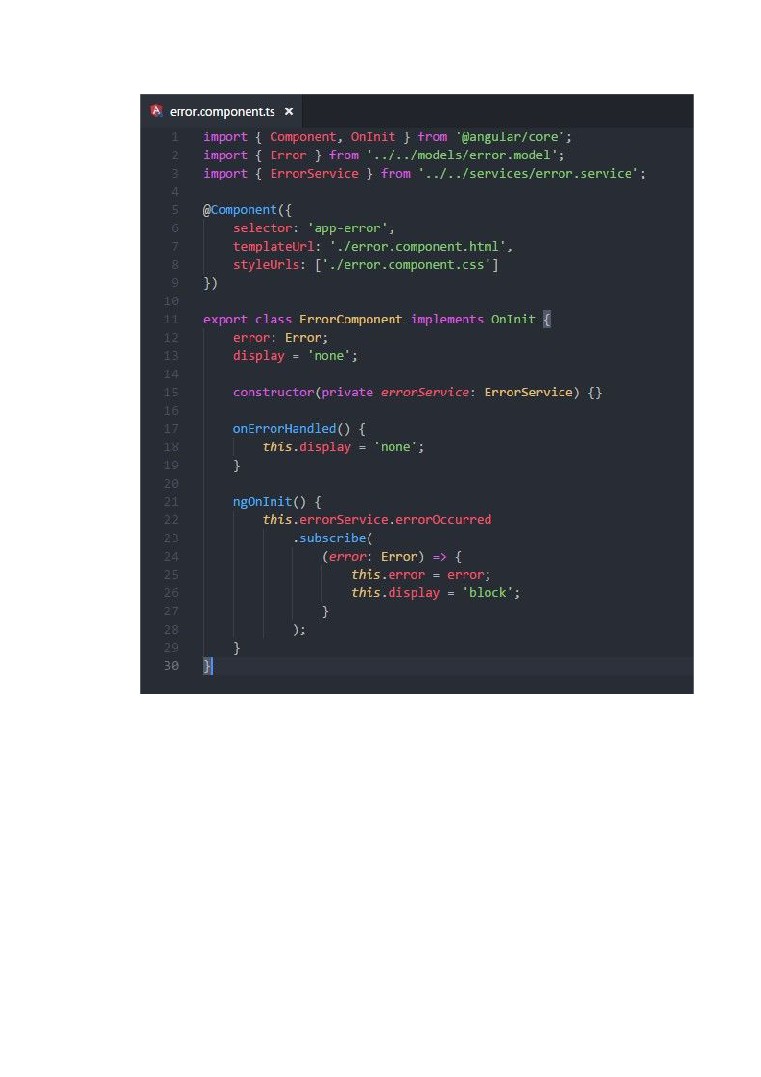 error.component.ts ×
1 import { Component, OnInit } from '@angular/core';
2 import { Error } from '../../models/error.model';
3 import { ErrorService } from '../../services/error.service';
4
5 @Component({
6     selector: 'app-error',
7     templateUrl: './error.component.html',
8     styleUrls: ['./error.component.css']
9 })
10
11 export class ErrorComponent implements OnInit {
12     error: Error;
13     display = 'none';
14
15     constructor(private errorService: ErrorService) {}
16
17     onErrorHandled() {
18         this.display = 'none';
19     }
20
21     ngOnInit() {
22         this.errorService.errorOccurred
23             .subscribe(
24                 (error: Error) => {
25                     this.error = error;
26                     this.display = 'block';
27                 }
28             );
29     }
30 }